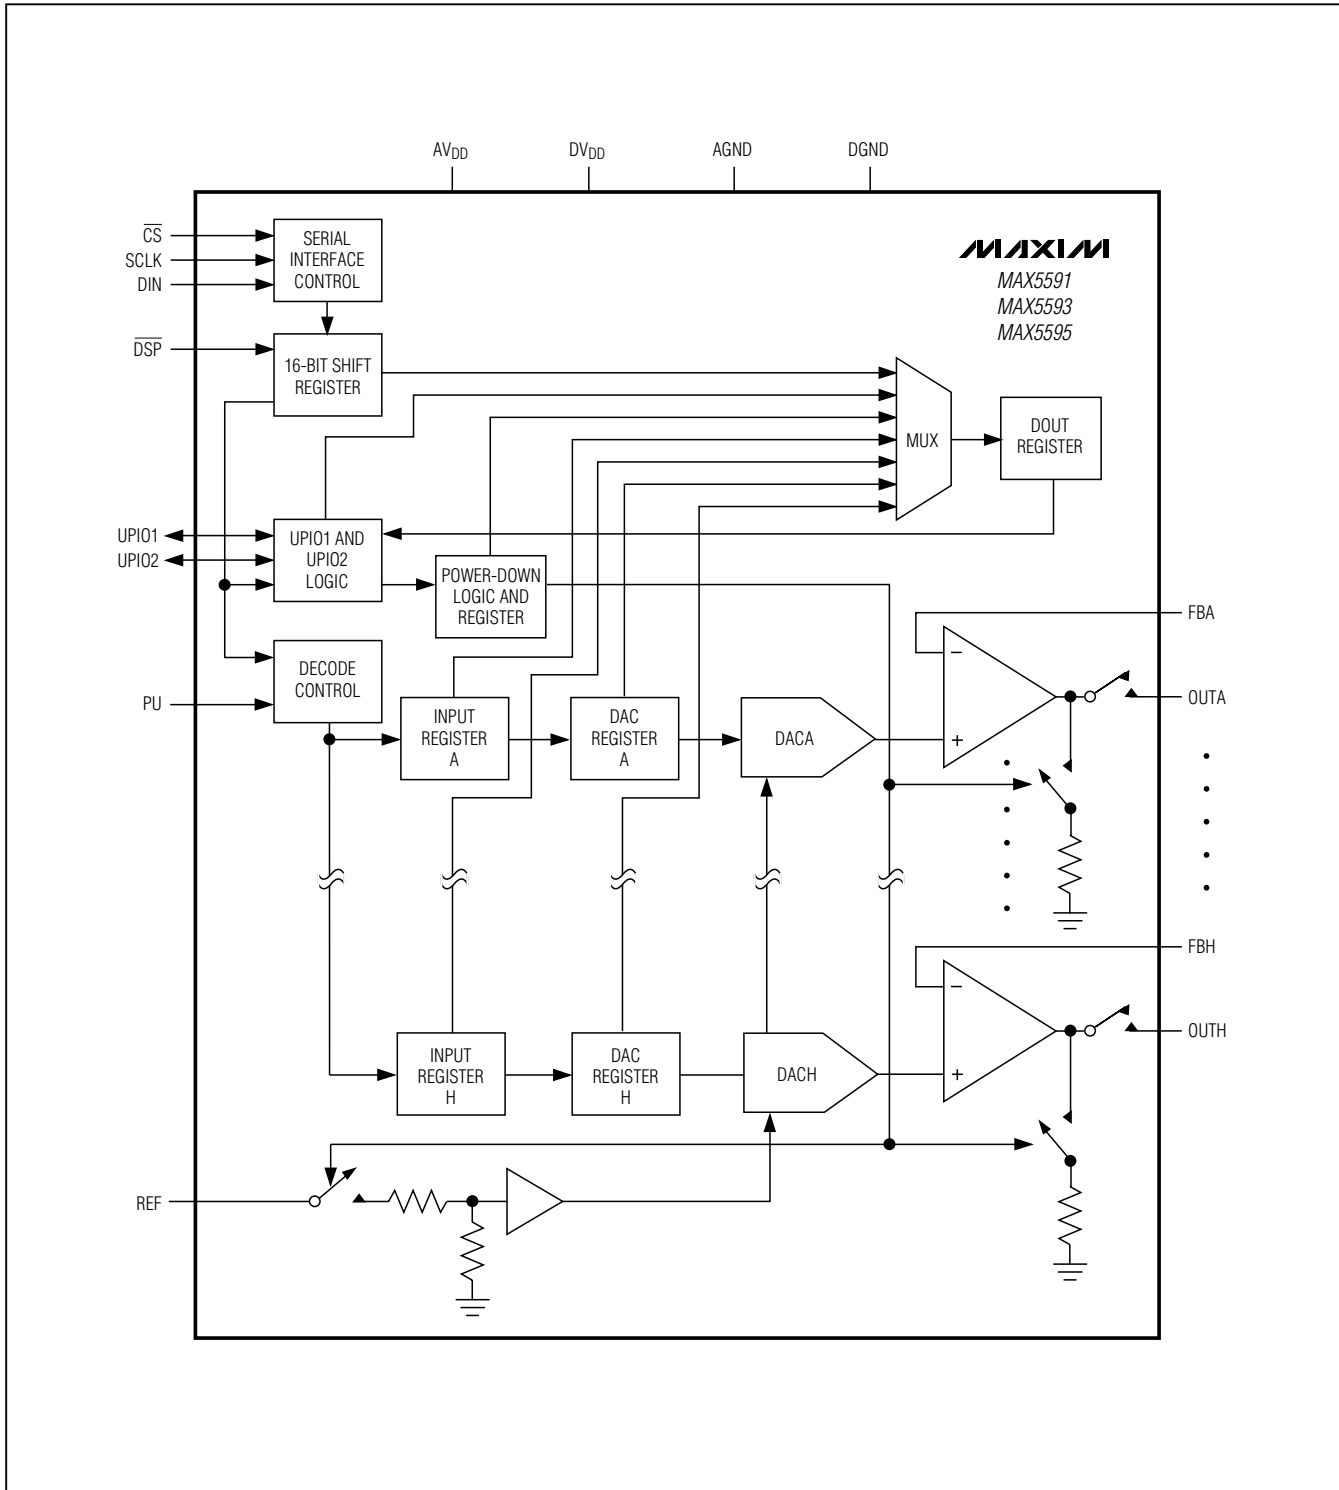 AVDD DVDD AGND DGND
CS
SCLK
DIN
SERIAL
INTERFACE
CONTROL
MAXIM
MAX5591
MAX5593
MAX5595
DSP
16-BIT SHIFT
REGISTER
MUX
DOUT
REGISTER
UPIO1
UPIO2
UPIO1 AND
UPIO2
LOGIC
POWER-DOWN
LOGIC AND
REGISTER
FBA
DECODE
CONTROL
PU
INPUT
REGISTER
A
DAC
REGISTER
A
DACA
−
+
OUTA
FBH
INPUT
REGISTER
H
DAC
REGISTER
H
DACH
−
+
OUTH
REF